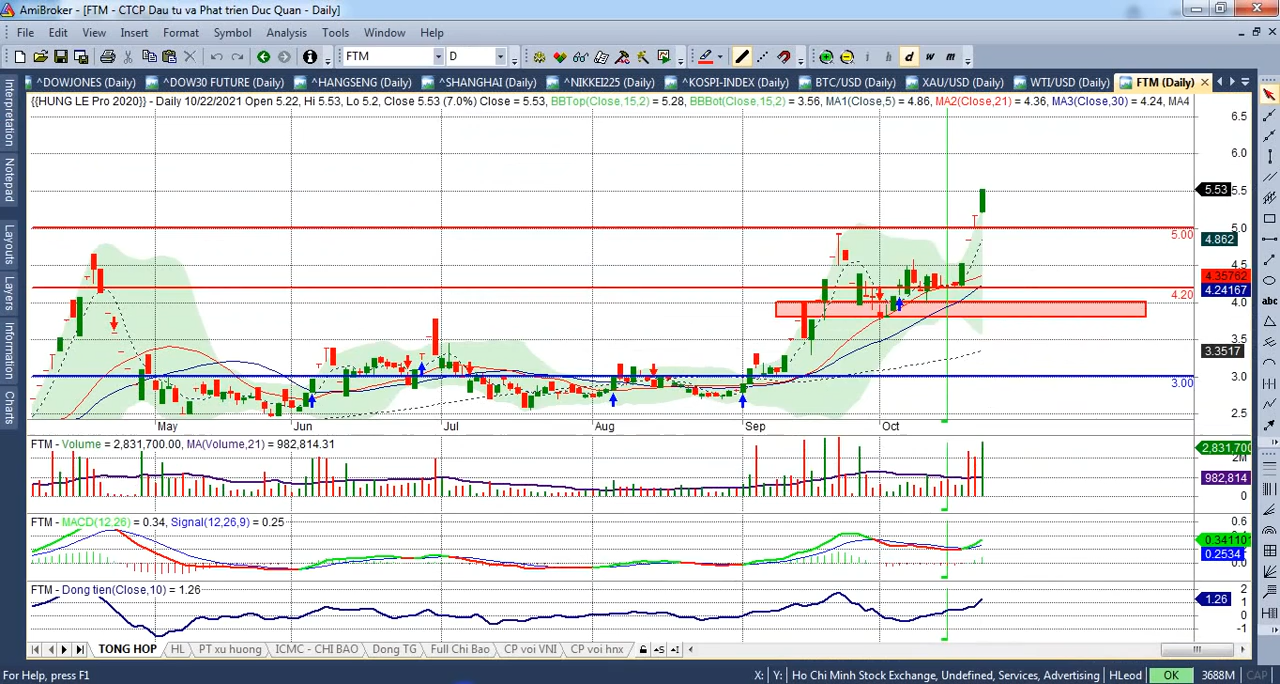 AmiBroker - [FTM - CTCP Dau tu va Phat trien Duc Quan - Daily]
File Edit View Insert Format Symbol Analysis Tools Window Help
FTM D i h d w m
^DOWJONES (Daily) ^DOW30 FUTURE (Daily) ^HANGSENG (Daily) ^SHANGHAI (Daily) ^NIKKEI225 (Daily) ^KOSPI-INDEX (Daily) BTC/USD (Daily) XAU/USD (Daily) WTI/USD (Daily) FTM (Daily)
{{HUNG LE Pro 2020}} - Daily 10/22/2021 Open 5.22, Hi 5.53, Lo 5.2, Close 5.53 (7.0%) Close = 5.53, BBTop(Close,15,2) = 5.28, BBBot(Close,15,2) = 3.56, MA1(Close,5) = 4.86, MA2(Close,21) = 4.36, MA3(Close,30) = 4.24, MA4
Interpretation
Notepad
Layouts
Layers
Information
Charts
abc
6.5
6.0
5.53 5.5
5.00 5.0
4.862
4.5
4.35762
4.24167
4.20
4.0
3.5
3.3517
3.00 3.0
2.5
May Jun Jul Aug Sep Oct
FTM - Volume = 2,831,700.00, MA(Volume,21) = 982,814.31
2,831,700
2M
982,814
0
FTM - MACD(12,26) = 0.34, Signal(12,26,9) = 0.25
0.6
0.341101
0.2534
0.0
FTM - Dong tien(Close,10) = 1.26
2
1.26 1
0
-1
TONG HOP HL PT xu huong ICMC - CHI BAO Dong TG Full Chi Bao CP voi VNI CP voi hnx
For Help, press F1 X: Y: Ho Chi Minh Stock Exchange, Undefined, Services, Advertising HLeod OK 3688M CAP